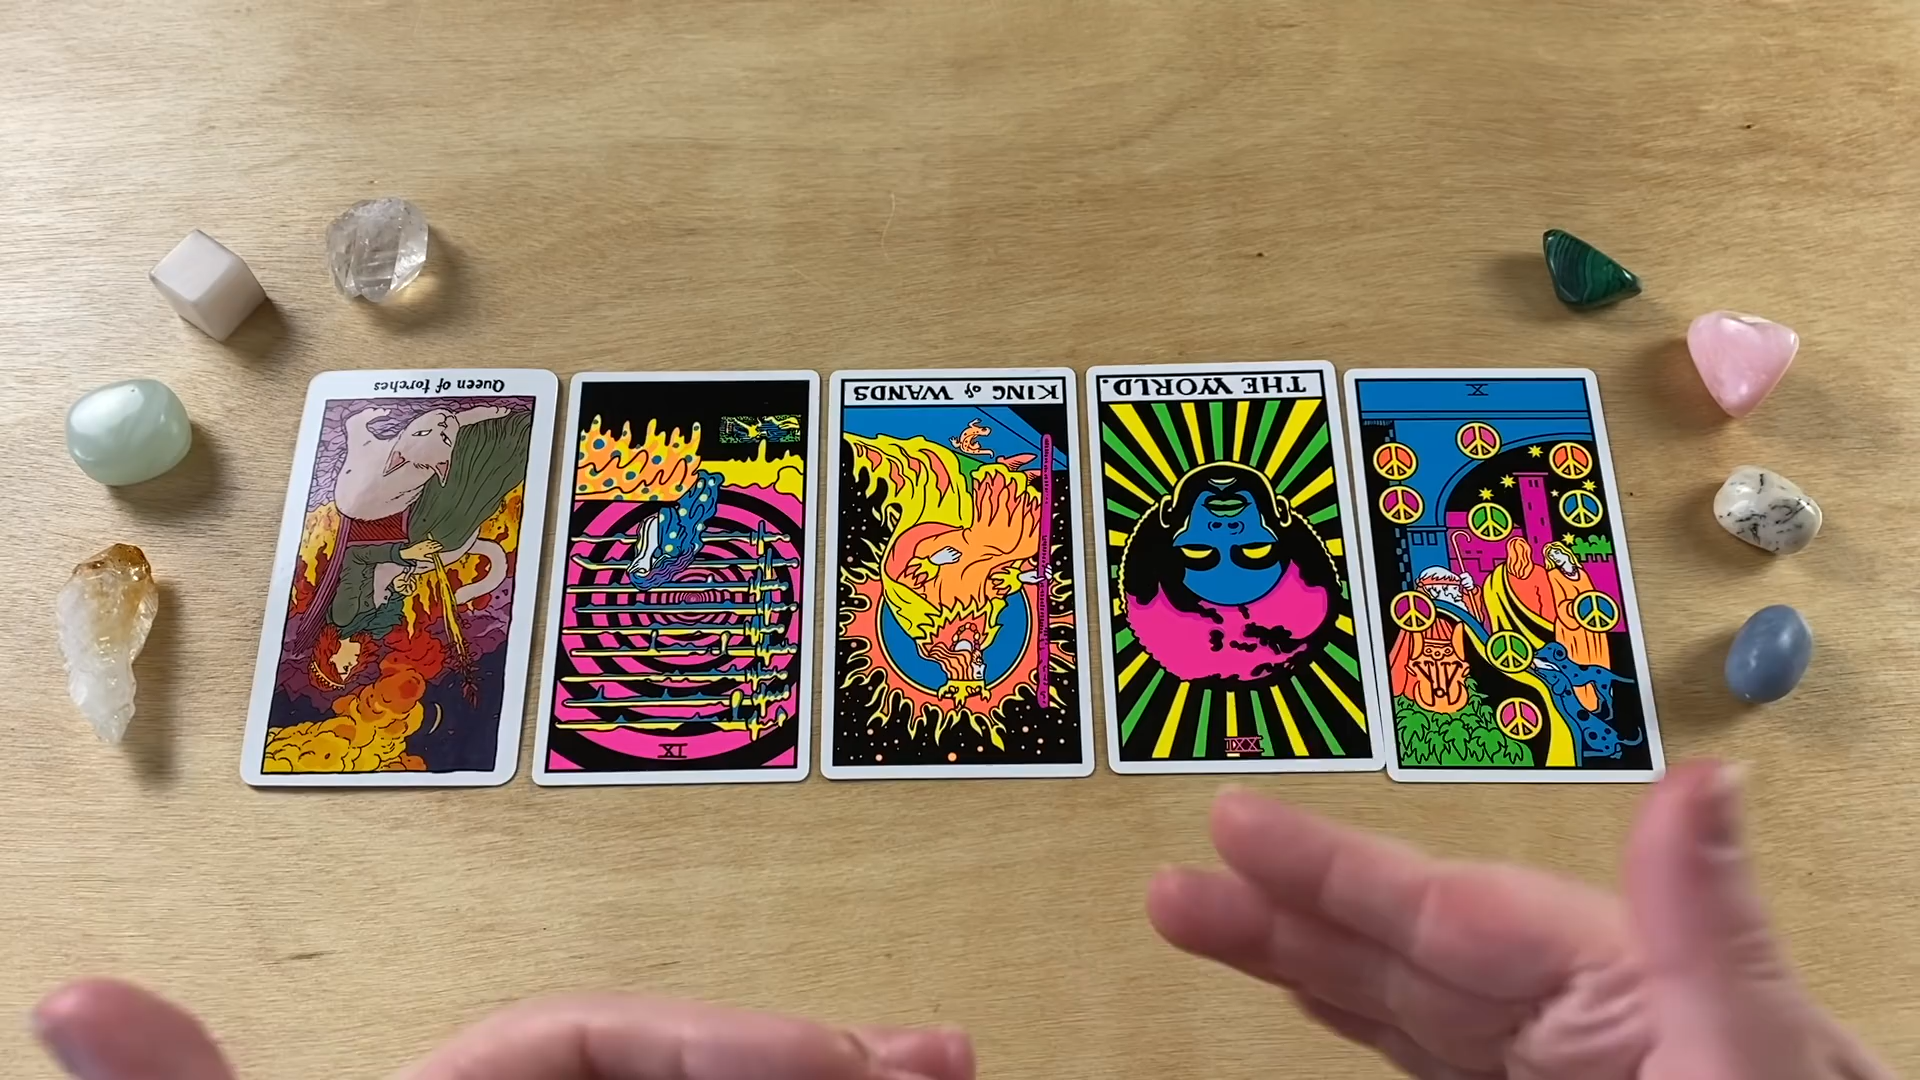 Queen of torches
IX
KING of WANDS
THE WORLD.
XXI
X